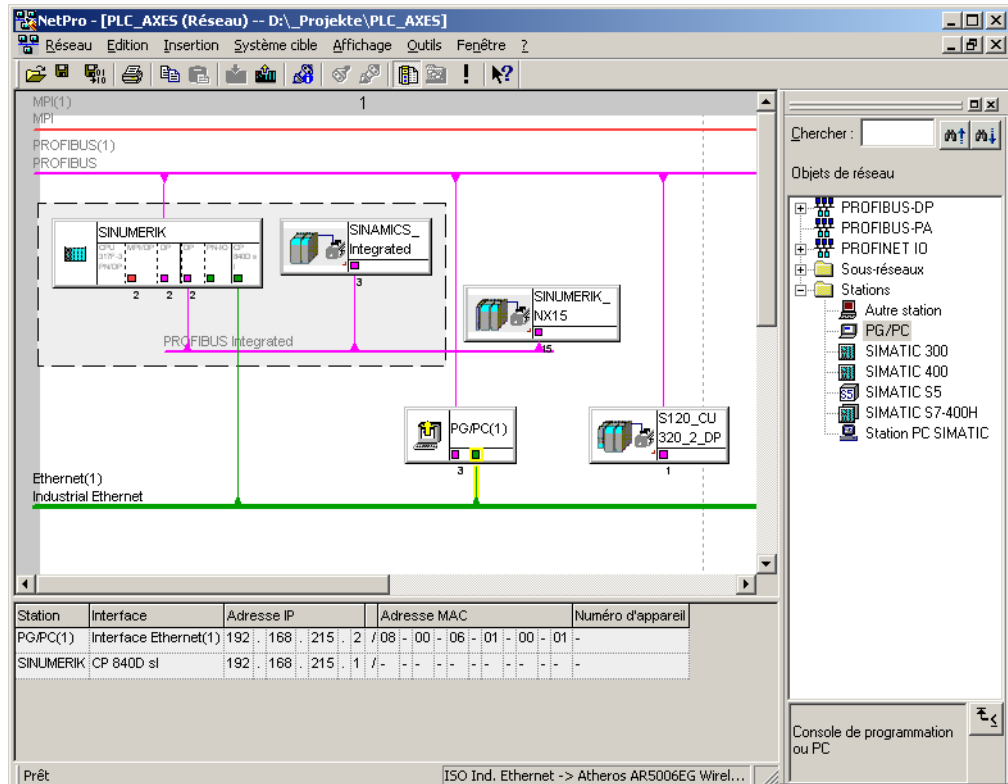 NetPro - [PLC_AXES (Réseau) -- D:\_Projekte\PLC_AXES]
Réseau Edition Insertion Système cible Affichage Outils Fenêtre ?
MPI(1)
1
MPI
PROFIBUS(1)
PROFIBUS
SINUMERIK
CPU 317F-3 PN/DP
MPI/DP
DP
DP
PN-IO
CP 840D sl
2 2 2
SINAMICS_
Integrated
3
SINUMERIK_
NX15
15
PROFIBUS Integrated
PG/PC(1)
3
S120_CU
320_2_DP
1
Ethernet(1)
Industrial Ethernet
Chercher :
Objets de réseau
PROFIBUS-DP
PROFIBUS-PA
PROFINET IO
Sous-réseaux
Stations
Autre station
PG/PC
SIMATIC 300
SIMATIC 400
SIMATIC S5
SIMATIC S7-400H
Station PC SIMATIC
Station Interface Adresse IP Adresse MAC Numéro d'appareil
PG/PC(1) Interface Ethernet(1) 192 . 168 . 215 . 2 / 08 - 00 - 06 - 01 - 00 - 01 -
SINUMERIK CP 840D sl 192 . 168 . 215 . 1 / - - - - - - -
Console de programmation
ou PC
Prêt
ISO Ind. Ethernet -> Atheros AR5006EG Wirel...